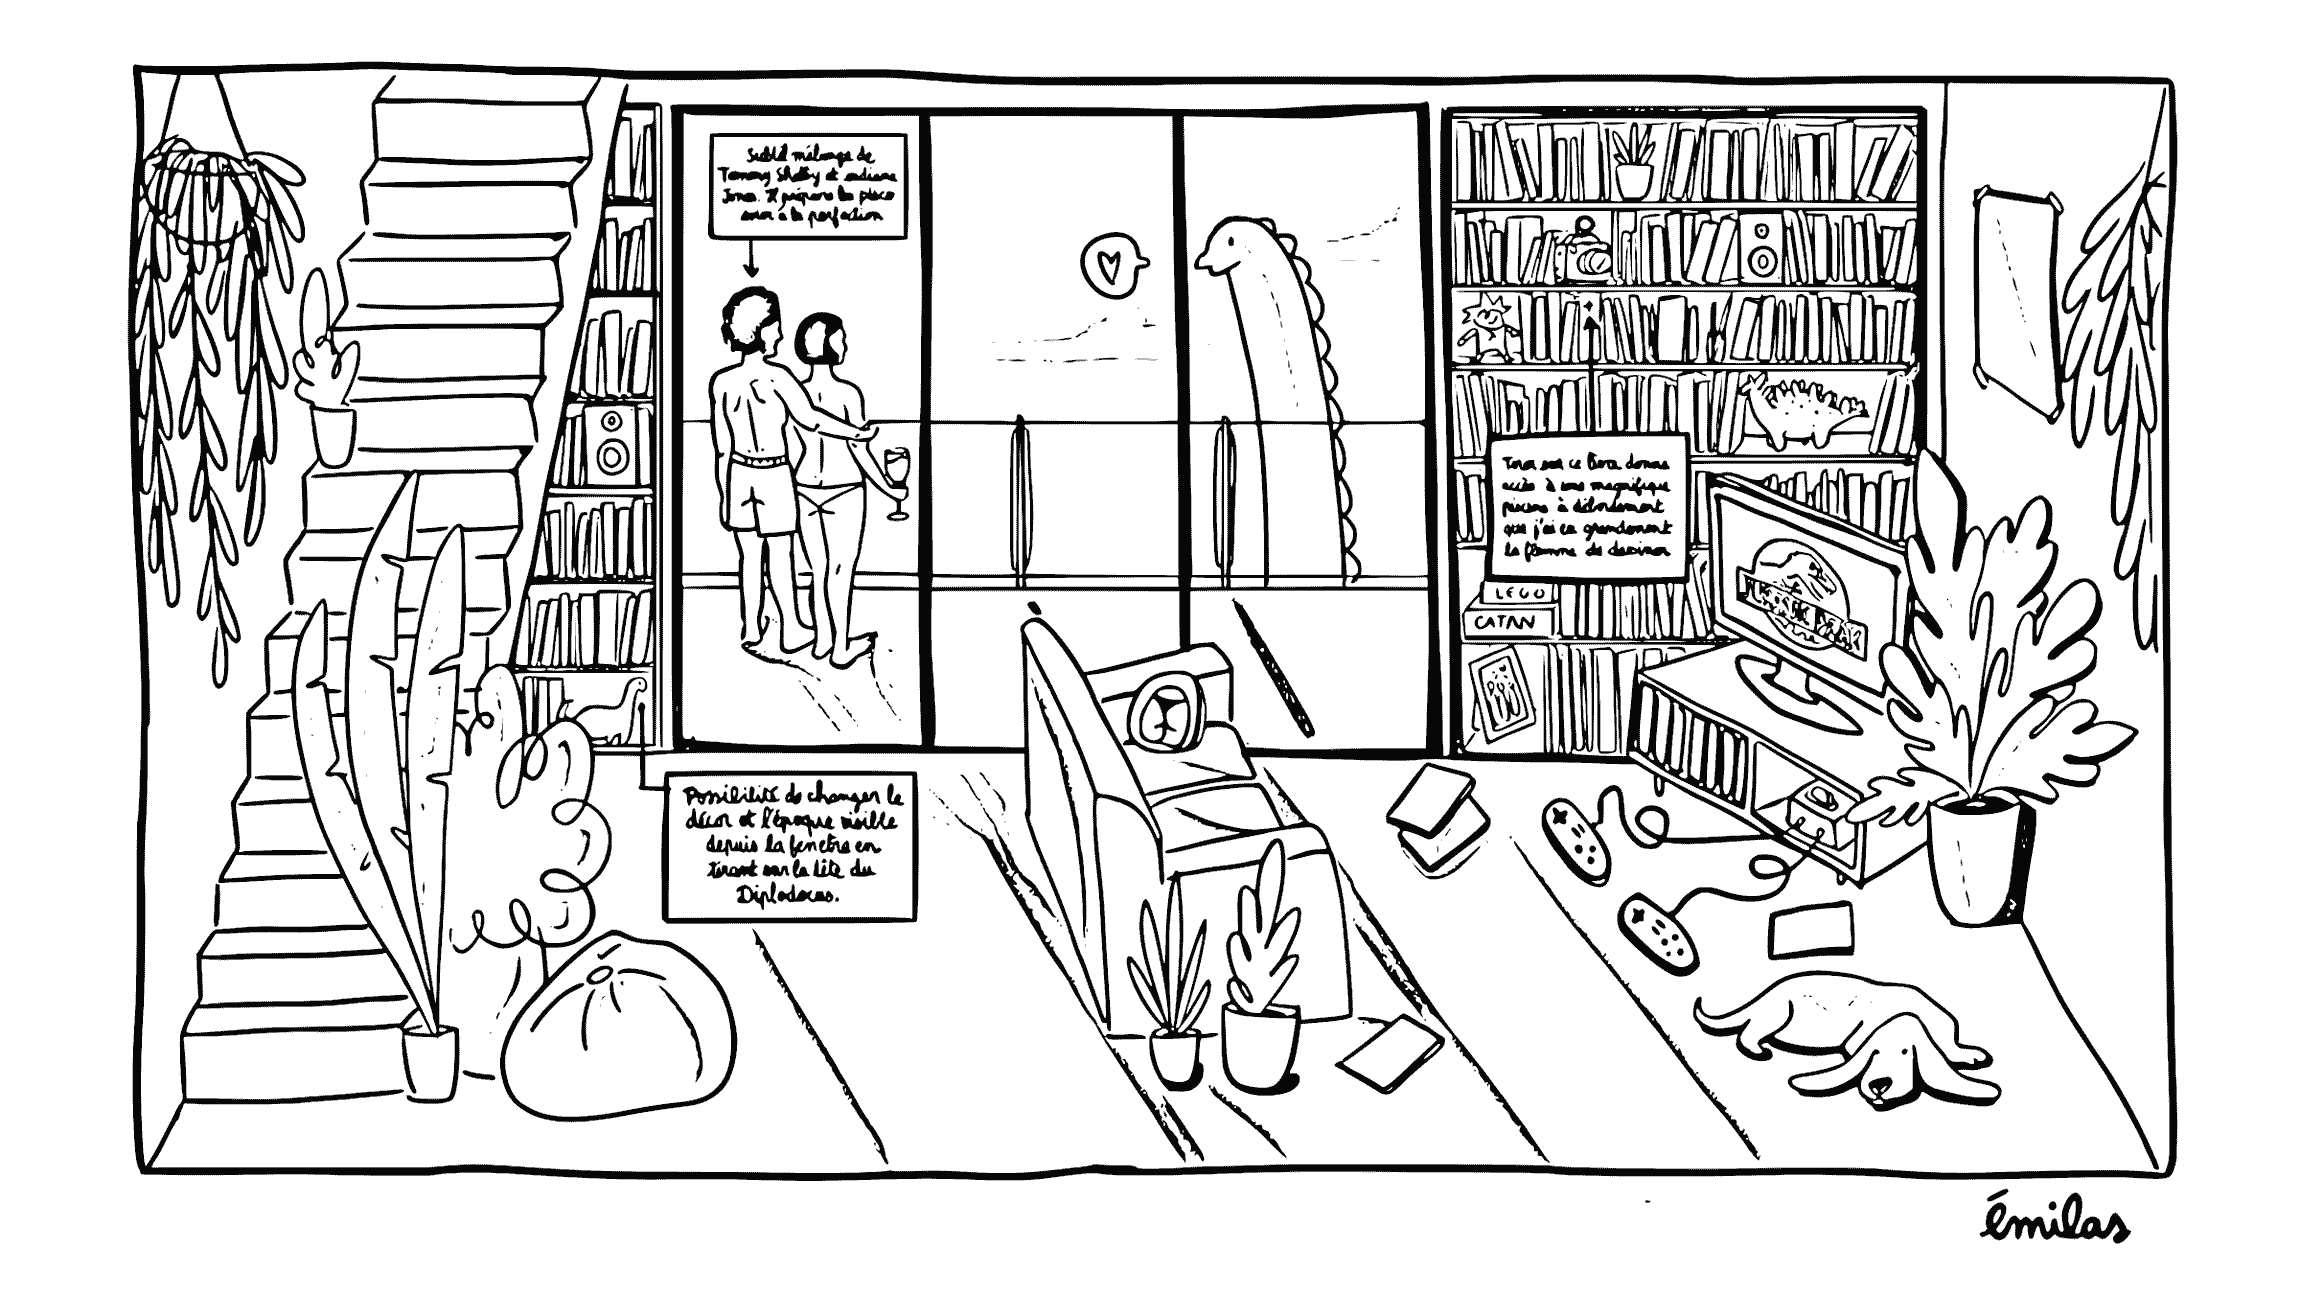 Subtil mélange de
Tommy Shelby et indiana
Jones. Il prépare les pisco
sour à la perfection
Tirer sur ce livre donne
accès à une magnifique
piscine à débordement
que j'ai eu grandement
la flemme de dessiner
LEGO
CATAN
JURASSIC PARK
Possibilité de changer le
décor et l'époque visible
depuis la fenêtre en
tirant sur la tête du
Diplodocus.
émilas